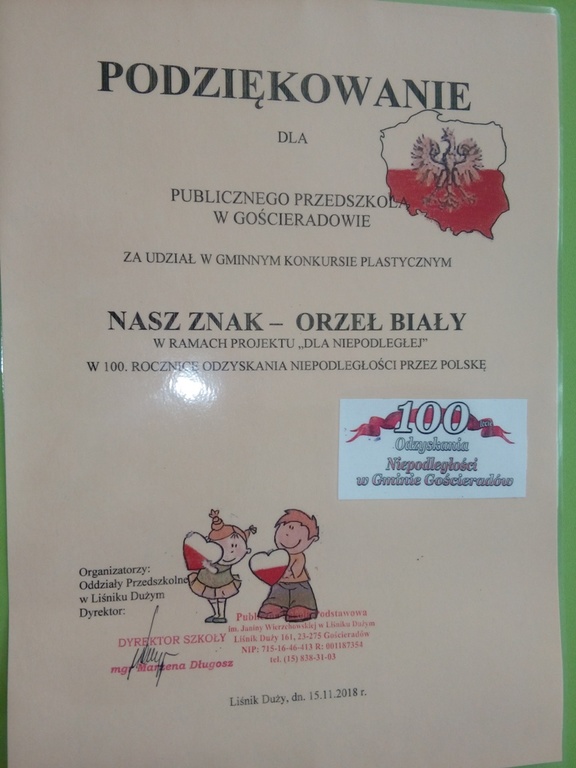 PODZIĘKOWANIE
DLA
PUBLICZNEGO PRZEDSZKOLA
W GOŚCIERADOWIE
ZA UDZIAŁ W GMINNYM KONKURSIE PLASTYCZNYM
NASZ ZNAK – ORZEŁ BIAŁY
W RAMACH PROJEKTU „DLA NIEPODLEGŁEJ”
W 100. ROCZNICĘ ODZYSKANIA NIEPODLEGŁOŚCI PRZEZ POLSKĘ
100
Odzyskania
Niepodległości
w Gminie Gościeradów
Organizatorzy:
Oddziały Przedszkolne
w Liśniku Dużym
Dyrektor:
DYREKTOR SZKOŁY
mgr Marzena Długosz
Podstawowa
im. Janiny Wierzchowskiej w Liśniku Dużym
Liśnik Duży 161, 23-275 Gościeradów
NIP: 715-16-46-413 R: 001187354
tel. (15) 838-31-03
Liśnik Duży, dn. 15.11.2018 r.